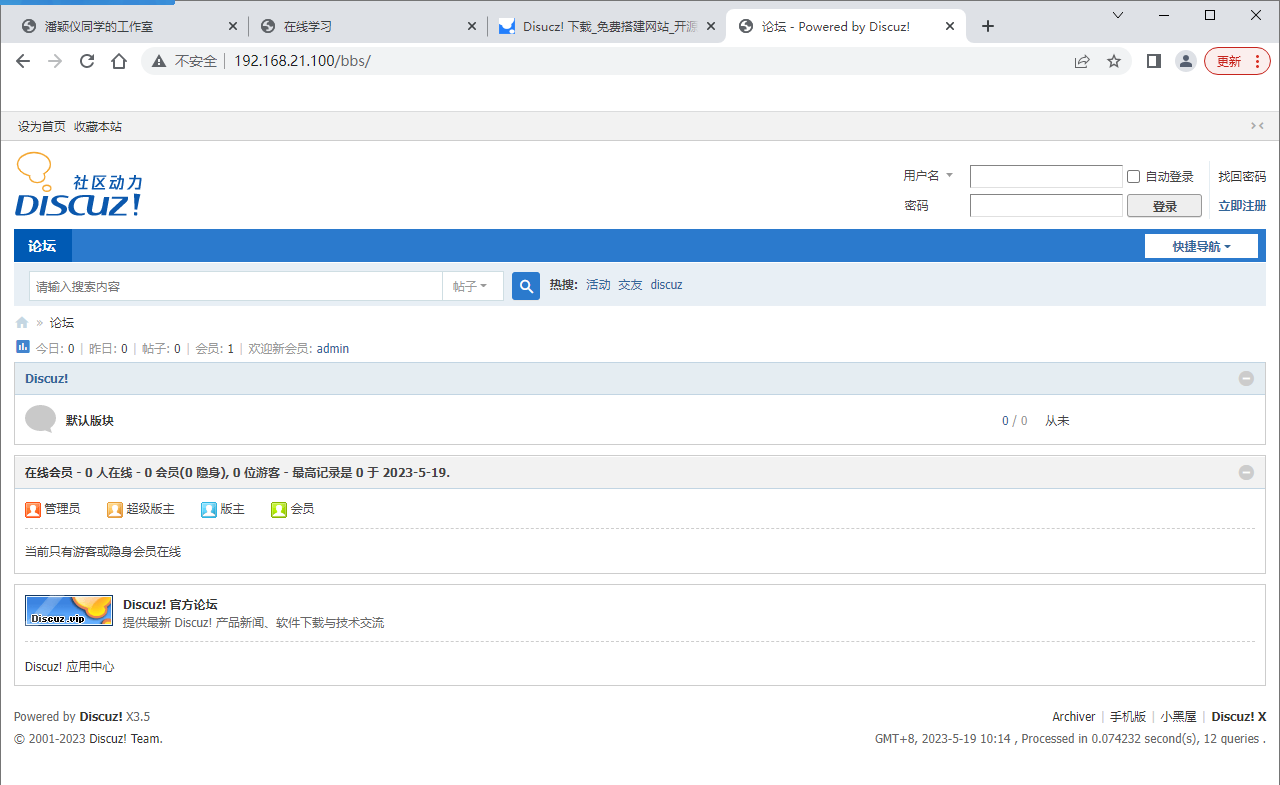 潘颖仪同学的工作室
在线学习
Disucz! 下载_免费搭建网站_开源
论坛 - Powered by Discuz!
不安全 192.168.21.100/bbs/
更新
设为首页 收藏本站
社区动力
DISCUZ!
用户名 自动登录 找回密码
密码 登录 立即注册
论坛 快捷导航
请输入搜索内容 帖子 热搜: 活动 交友 discuz
» 论坛
今日: 0 | 昨日: 0 | 帖子: 0 | 会员: 1 | 欢迎新会员: admin
Discuz!
默认版块 0 / 0 从未
在线会员 - 0 人在线 - 0 会员(0 隐身), 0 位游客 - 最高记录是 0 于 2023-5-19.
管理员 超级版主 版主 会员
当前只有游客或隐身会员在线
Discuz.vip
Discuz! 官方论坛
提供最新 Discuz! 产品新闻、软件下载与技术交流
Discuz! 应用中心
Powered by Discuz! X3.5 Archiver | 手机版 | 小黑屋 | Discuz! X
© 2001-2023 Discuz! Team. GMT+8, 2023-5-19 10:14 , Processed in 0.074232 second(s), 12 queries .